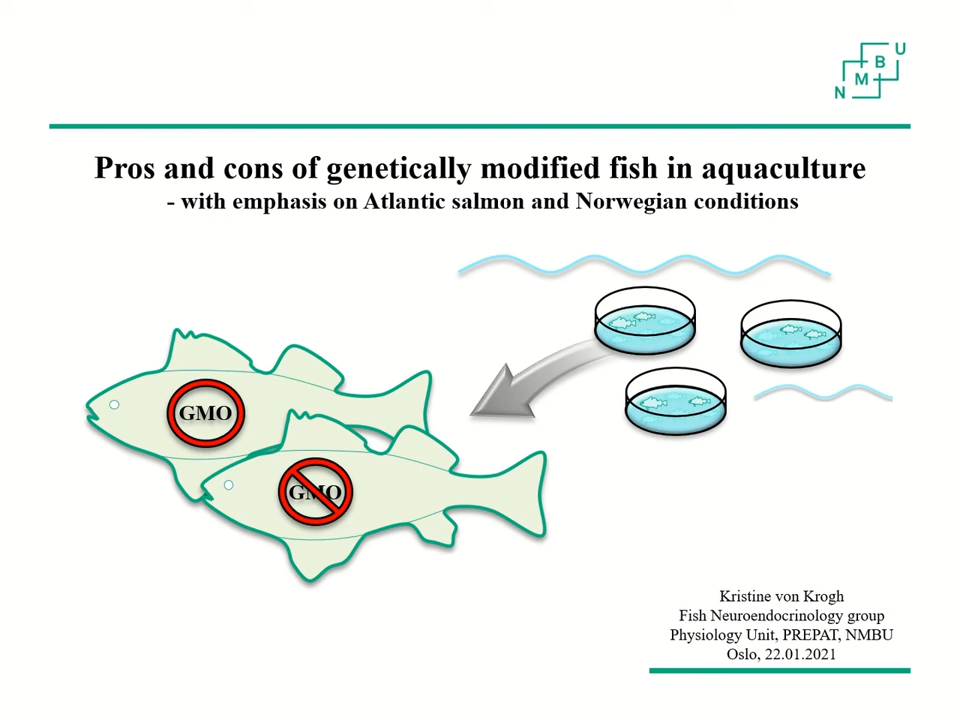 U
B
M
N
Pros and cons of genetically modified fish in aquaculture
- with emphasis on Atlantic salmon and Norwegian conditions
GMO
GMO
Kristine von Krogh
Fish Neuroendocrinology group
Physiology Unit, PREPAT, NMBU
Oslo, 22.01.2021